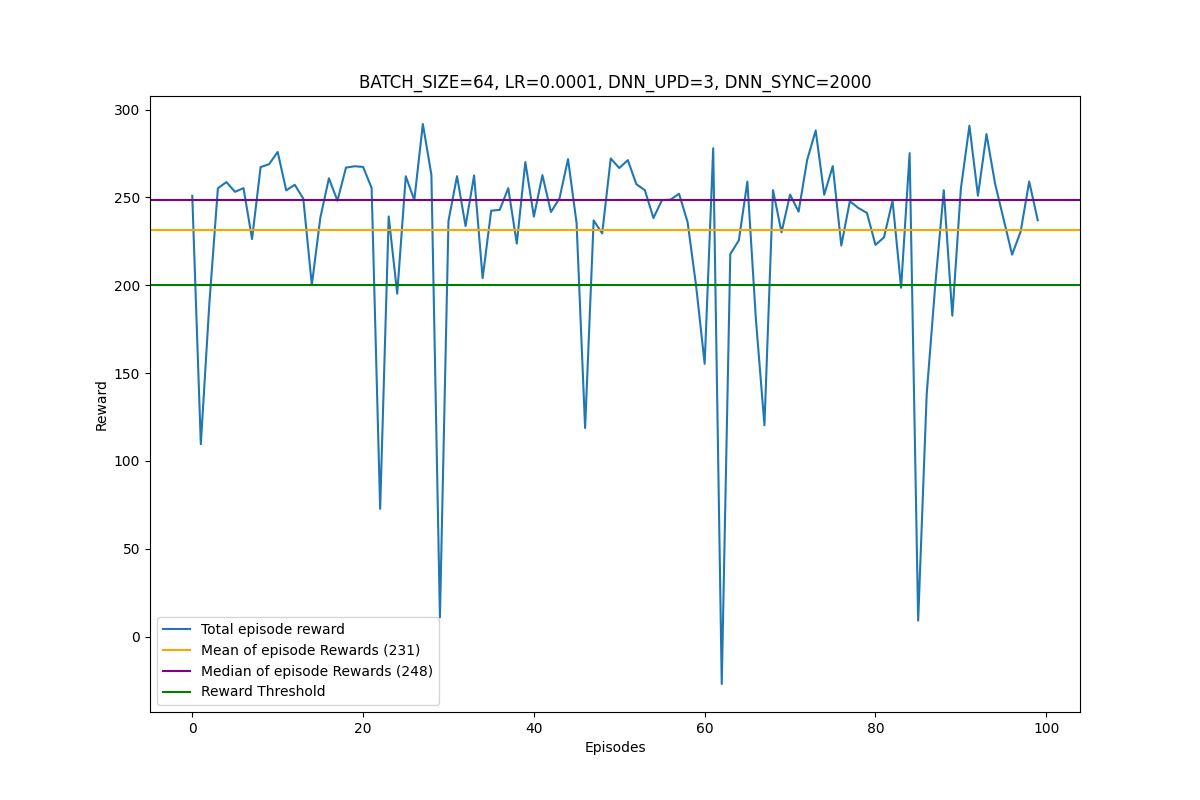 BATCH_SIZE=64, LR=0.0001, DNN_UPD=3, DNN_SYNC=2000
300
250
200
150
100
50
0
Reward
Total episode reward
Mean of episode Rewards (231)
Median of episode Rewards (248)
Reward Threshold
0 20 40 60 80 100
Episodes